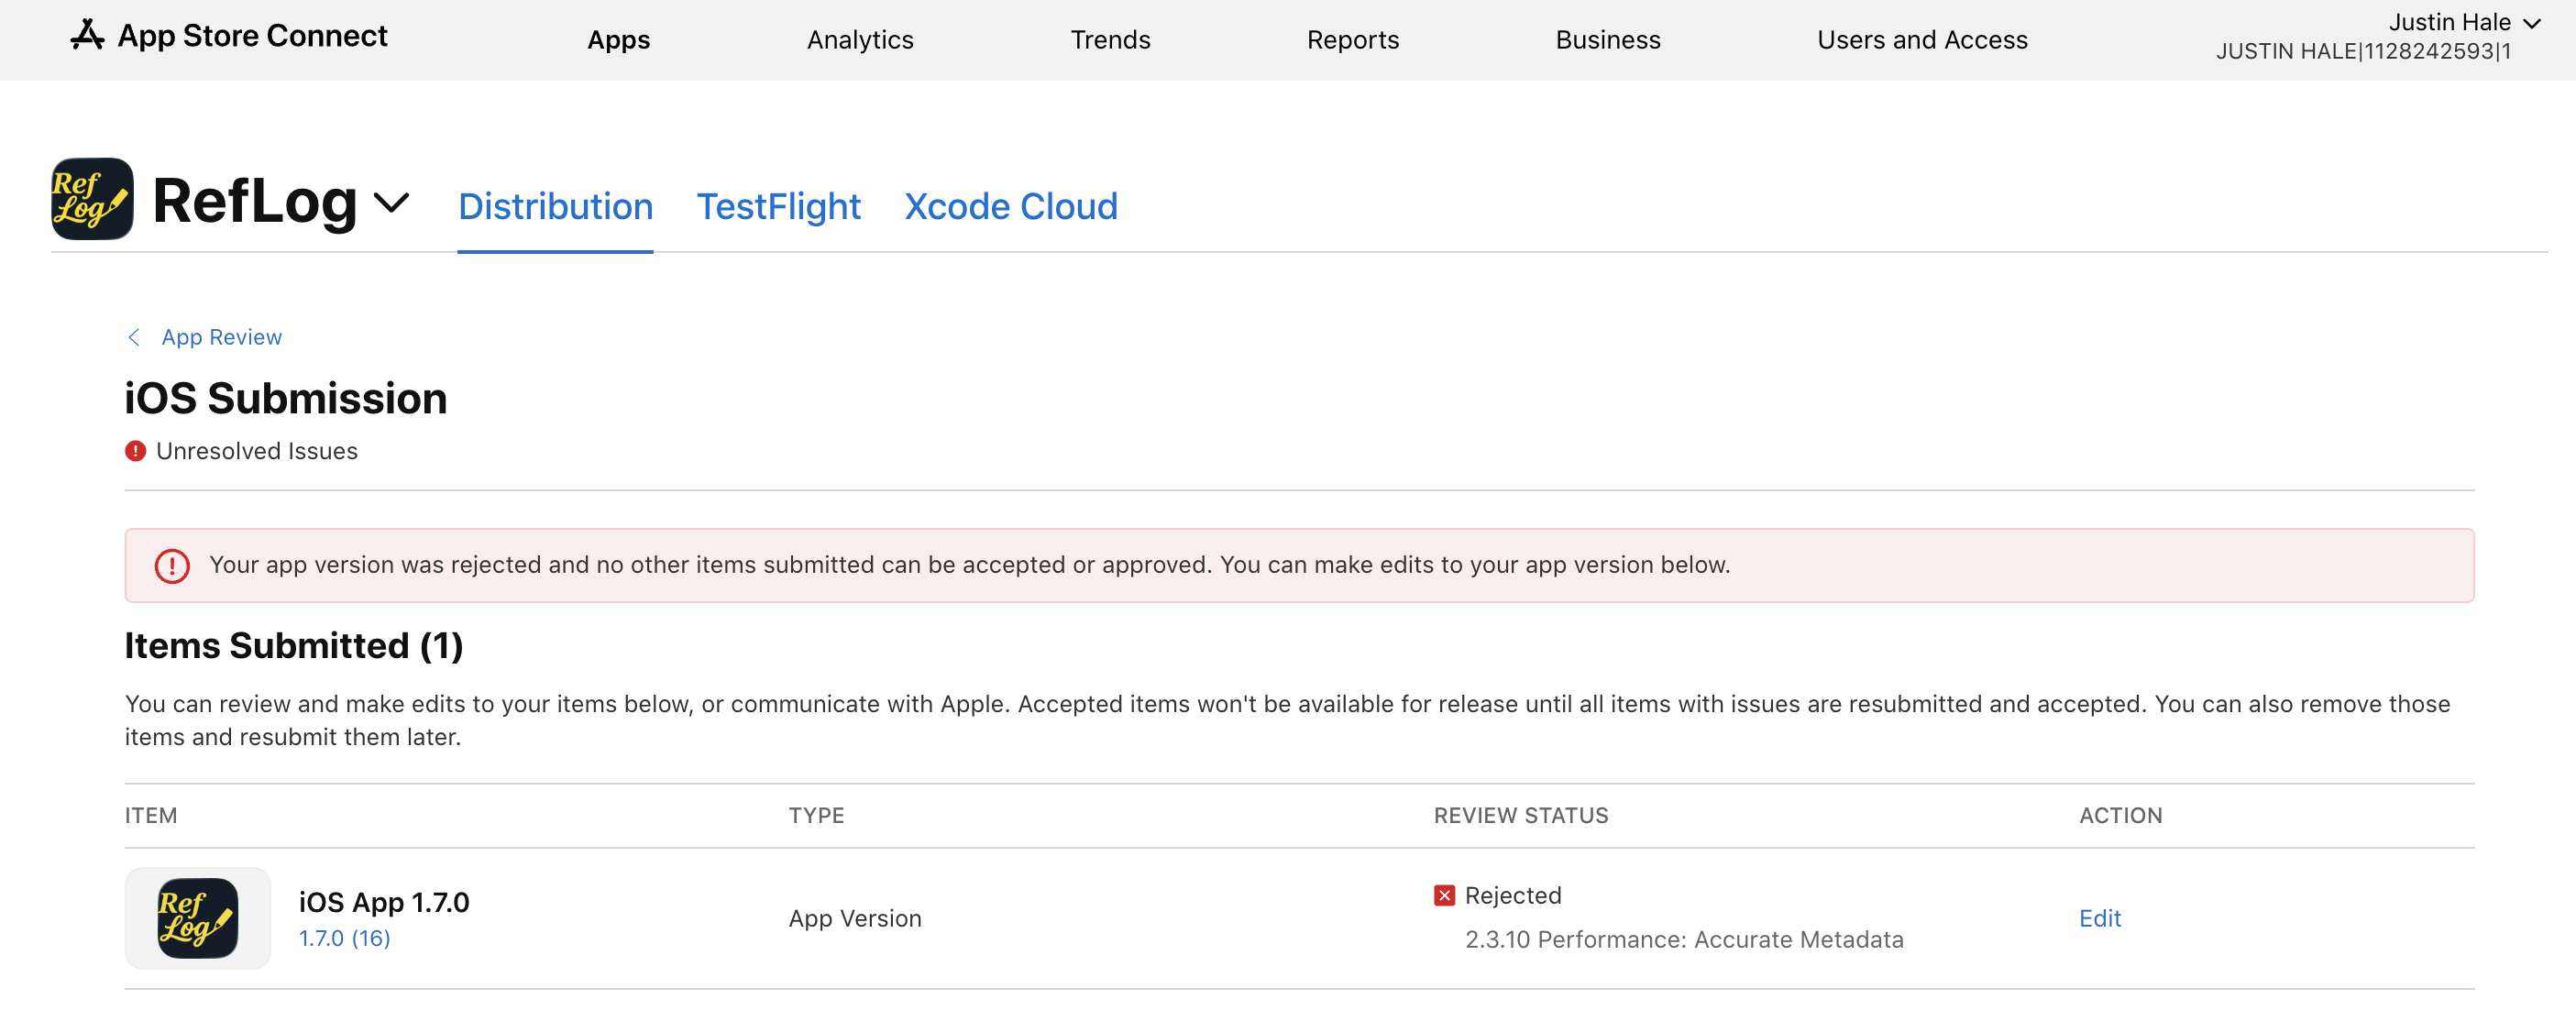 App Store Connect
Apps
Analytics
Trends
Reports
Business
Users and Access
Justin Hale
JUSTIN HALE|1128242593|1
Ref
Log
RefLog
Distribution
TestFlight
Xcode Cloud
App Review
iOS Submission
Unresolved Issues
Your app version was rejected and no other items submitted can be accepted or approved. You can make edits to your app version below.
Items Submitted (1)
You can review and make edits to your items below, or communicate with Apple. Accepted items won't be available for release until all items with issues are resubmitted and accepted. You can also remove those
items and resubmit them later.
ITEM
TYPE
REVIEW STATUS
ACTION
Ref
Log
iOS App 1.7.0
1.7.0 (16)
App Version
Rejected
2.3.10 Performance: Accurate Metadata
Edit